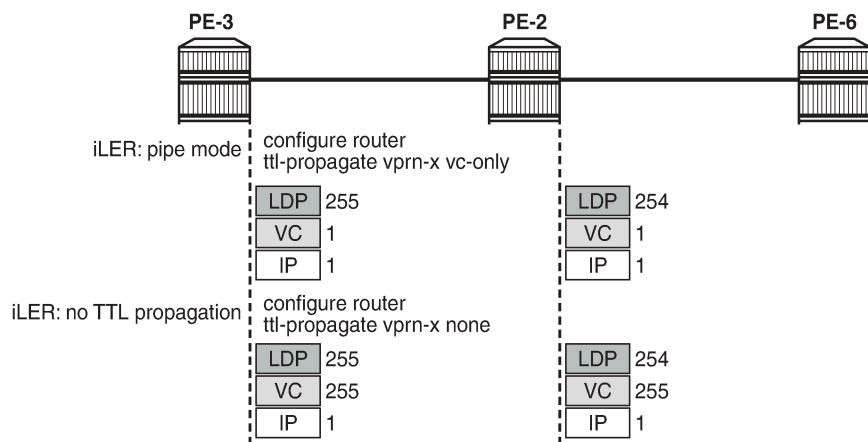 PE-3 PE-2 PE-6
iLER: pipe mode
configure router
ttl-propagate vprn-x vc-only
LDP 255 LDP 254
VC 1 VC 1
IP 1 IP 1
iLER: no TTL propagation
configure router
ttl-propagate vprn-x none
LDP 255 LDP 254
VC 255 VC 255
IP 1 IP 1